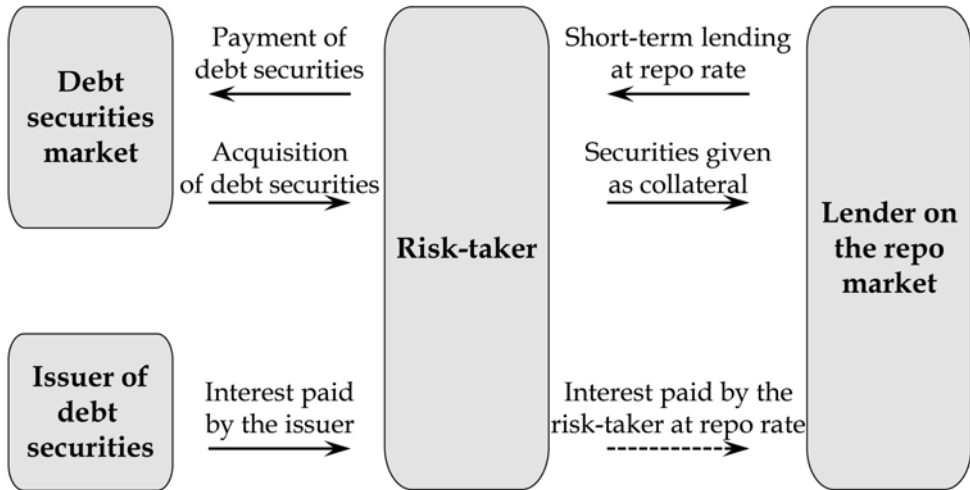 Debt
securities
market
Payment of
debt securities
Acquisition
of debt securities
Risk-taker
Short-term lending
at repo rate
Securities given
as collateral
Lender on
the repo
market
Issuer of
debt
securities
Interest paid
by the issuer
Interest paid by the
risk-taker at repo rate